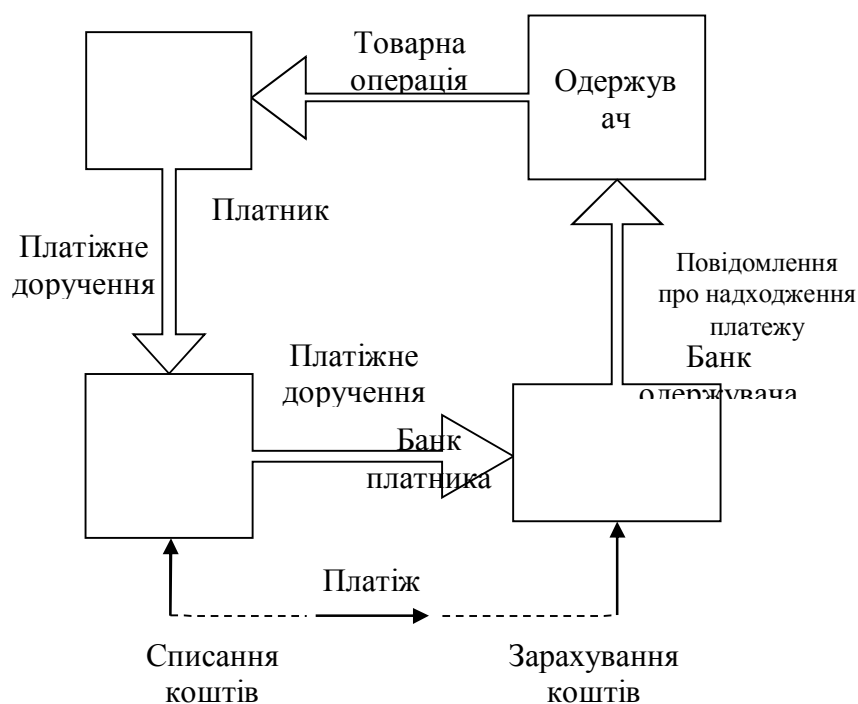 Товарна
операція
Одержув
ач
Платник
Платіжне
доручення
Повідомлення
про надходження
платежу
Платіжне
доручення
Банк
одержувача
Банк
платника
Платіж
Списання
коштів
Зарахування
коштів